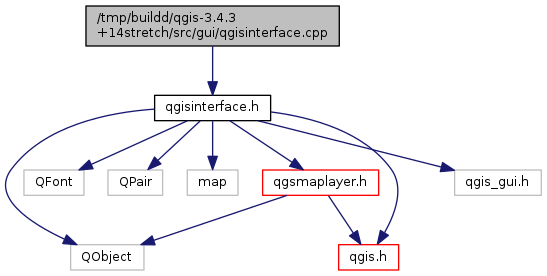 /tmp/buildd/qgis-3.4.3
+14stretch/src/gui/qgisinterface.cpp
qgisinterface.h
QFont
QPair
map
qgsmaplayer.h
qgis_gui.h
QObject
qgis.h